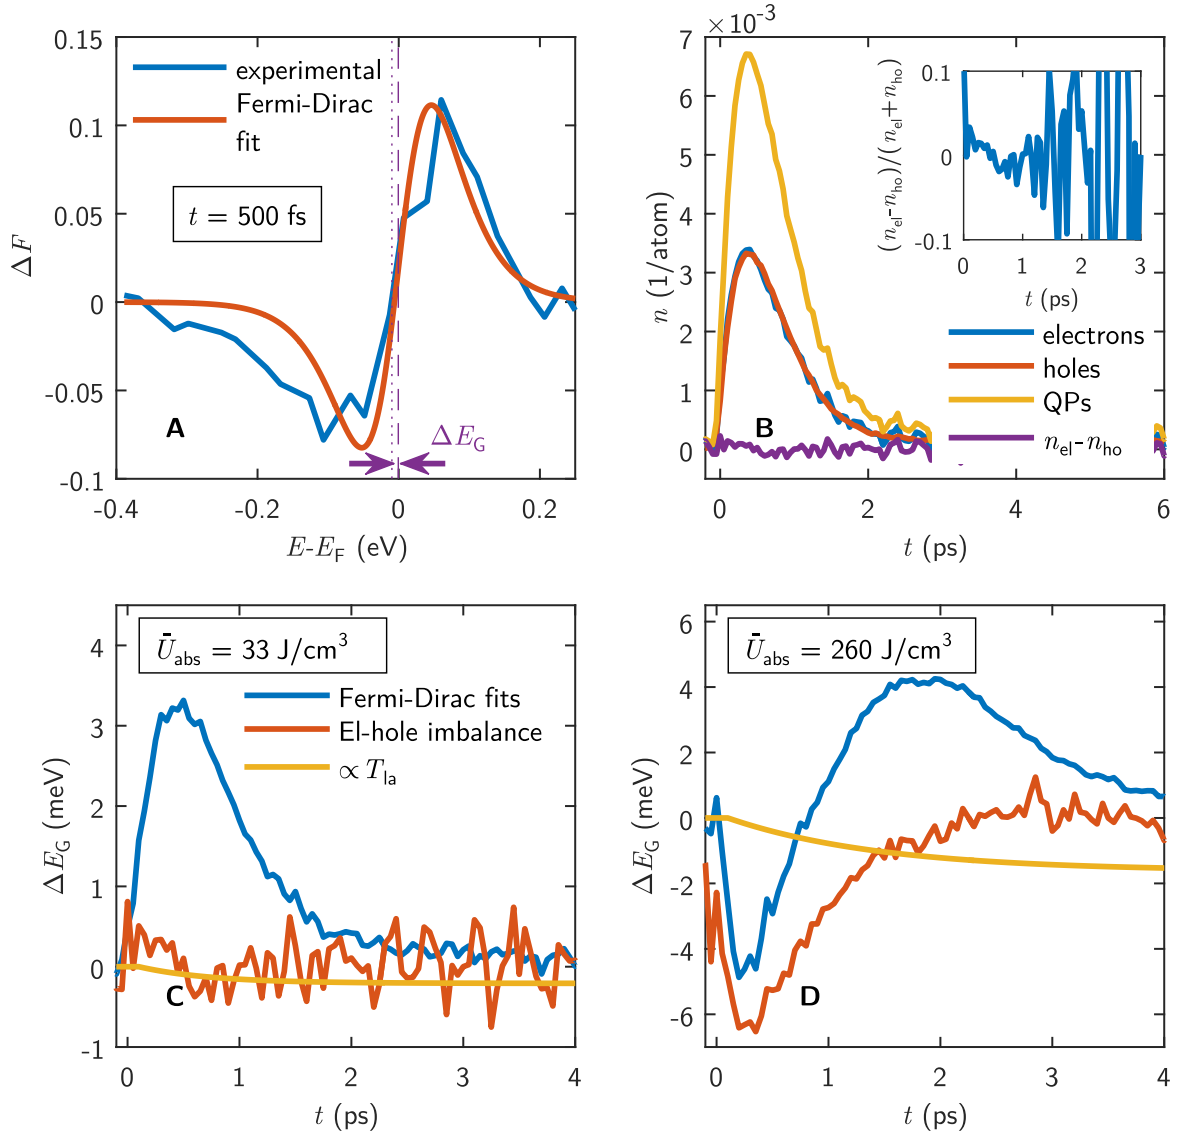 0.15
0.1
0.05
0
-0.05
-0.1
ΔF
experimental
Fermi-Dirac
fit
t = 500 fs
A
ΔE_G
-0.4
-0.2
0
0.2
E-E_F (eV)
×10^-3
7
6
5
4
3
2
1
0
n (1/atom)
(n_el-n_ho)/(n_el+n_ho)
0.1
0
-0.1
0
1
2
3
t (ps)
electrons
holes
QPs
n_el-n_ho
B
0
2
4
6
t (ps)
4
3
2
1
0
-1
ΔE_G (meV)
Ū_abs = 33 J/cm^3
Fermi-Dirac fits
El-hole imbalance
∝ T_la
C
0
1
2
3
4
t (ps)
6
4
2
0
-2
-4
-6
ΔE_G (meV)
Ū_abs = 260 J/cm^3
D
0
1
2
3
4
t (ps)